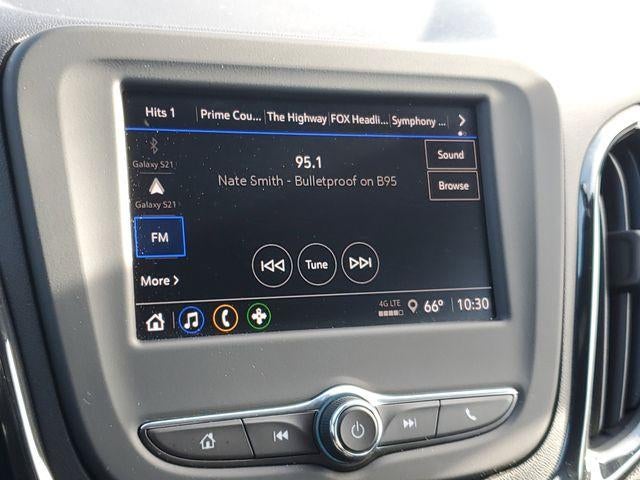 Hits 1 Prime Cou... The Highway FOX Headli... Symphony ...
95.1
Nate Smith - Bulletproof on B95
Sound
Browse
Galaxy S21
Galaxy S21
FM
More
Tune
4G LTE 66° 10:30